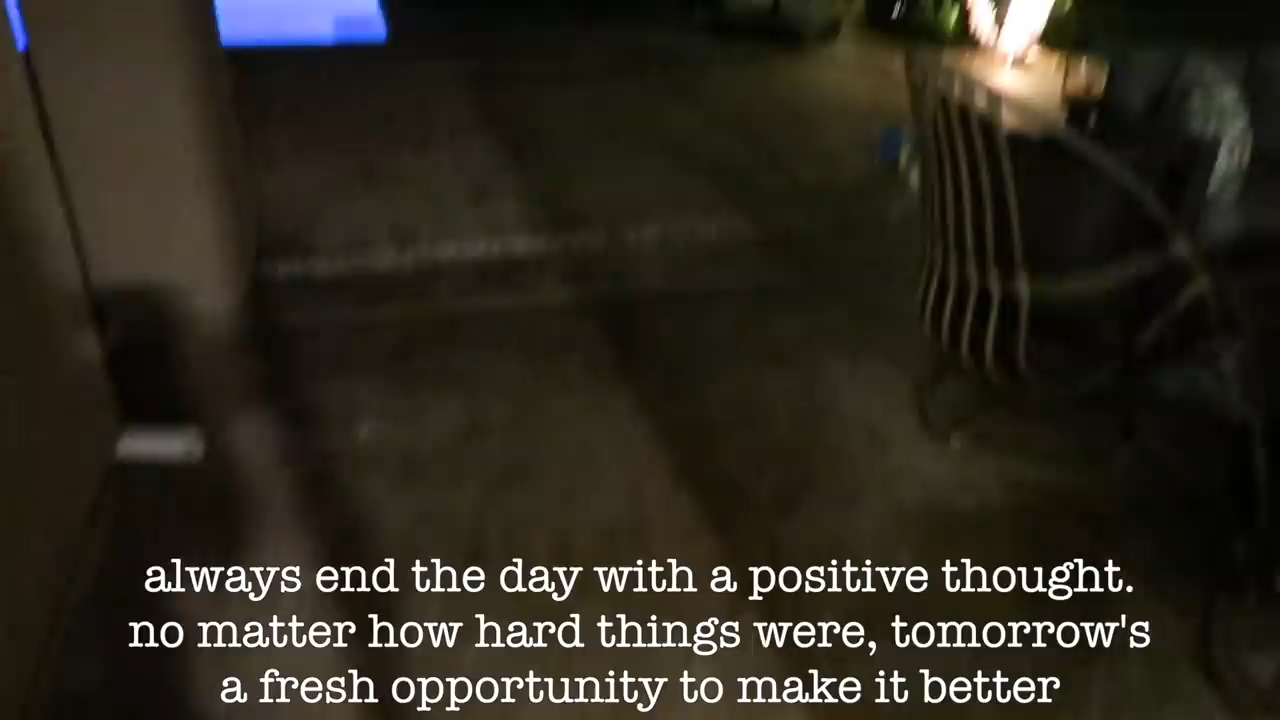 always end the day with a positive thought.
no matter how hard things were, tomorrow's
a fresh opportunity to make it better